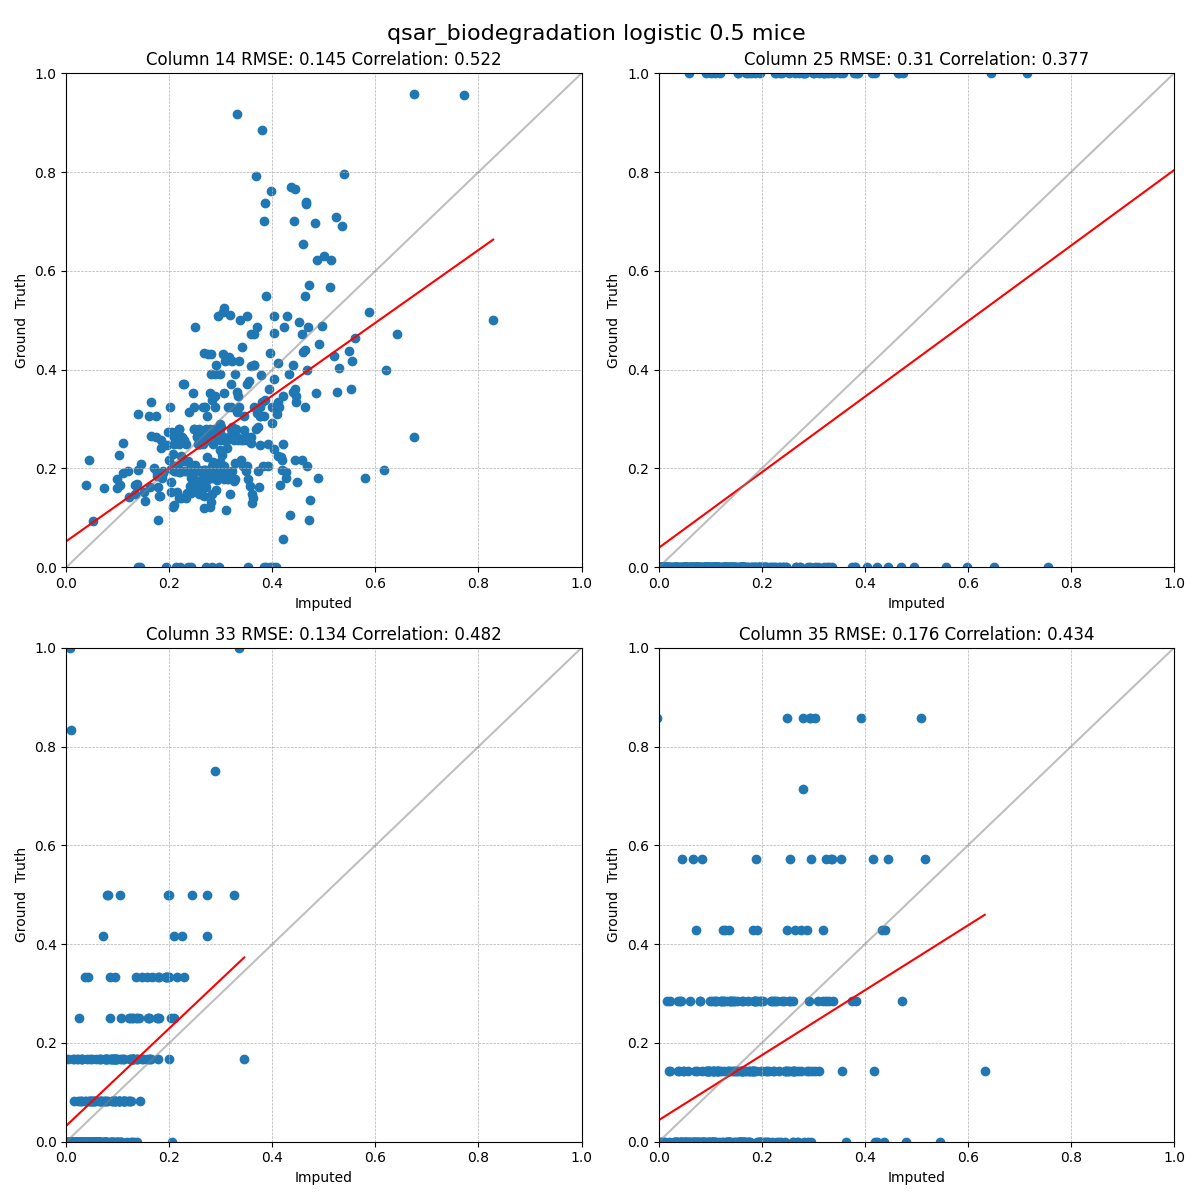 qsar_biodegradation logistic 0.5 mice
Column 14 RMSE: 0.145 Correlation: 0.522
1.0
0.8
0.6
0.4
0.2
0.0
Ground Truth
0.0 0.2 0.4 0.6 0.8 1.0
Imputed
Column 25 RMSE: 0.31 Correlation: 0.377
1.0
0.8
0.6
0.4
0.2
0.0
Ground Truth
0.0 0.2 0.4 0.6 0.8 1.0
Imputed
Column 33 RMSE: 0.134 Correlation: 0.482
1.0
0.8
0.6
0.4
0.2
0.0
Ground Truth
0.0 0.2 0.4 0.6 0.8 1.0
Imputed
Column 35 RMSE: 0.176 Correlation: 0.434
1.0
0.8
0.6
0.4
0.2
0.0
Ground Truth
0.0 0.2 0.4 0.6 0.8 1.0
Imputed